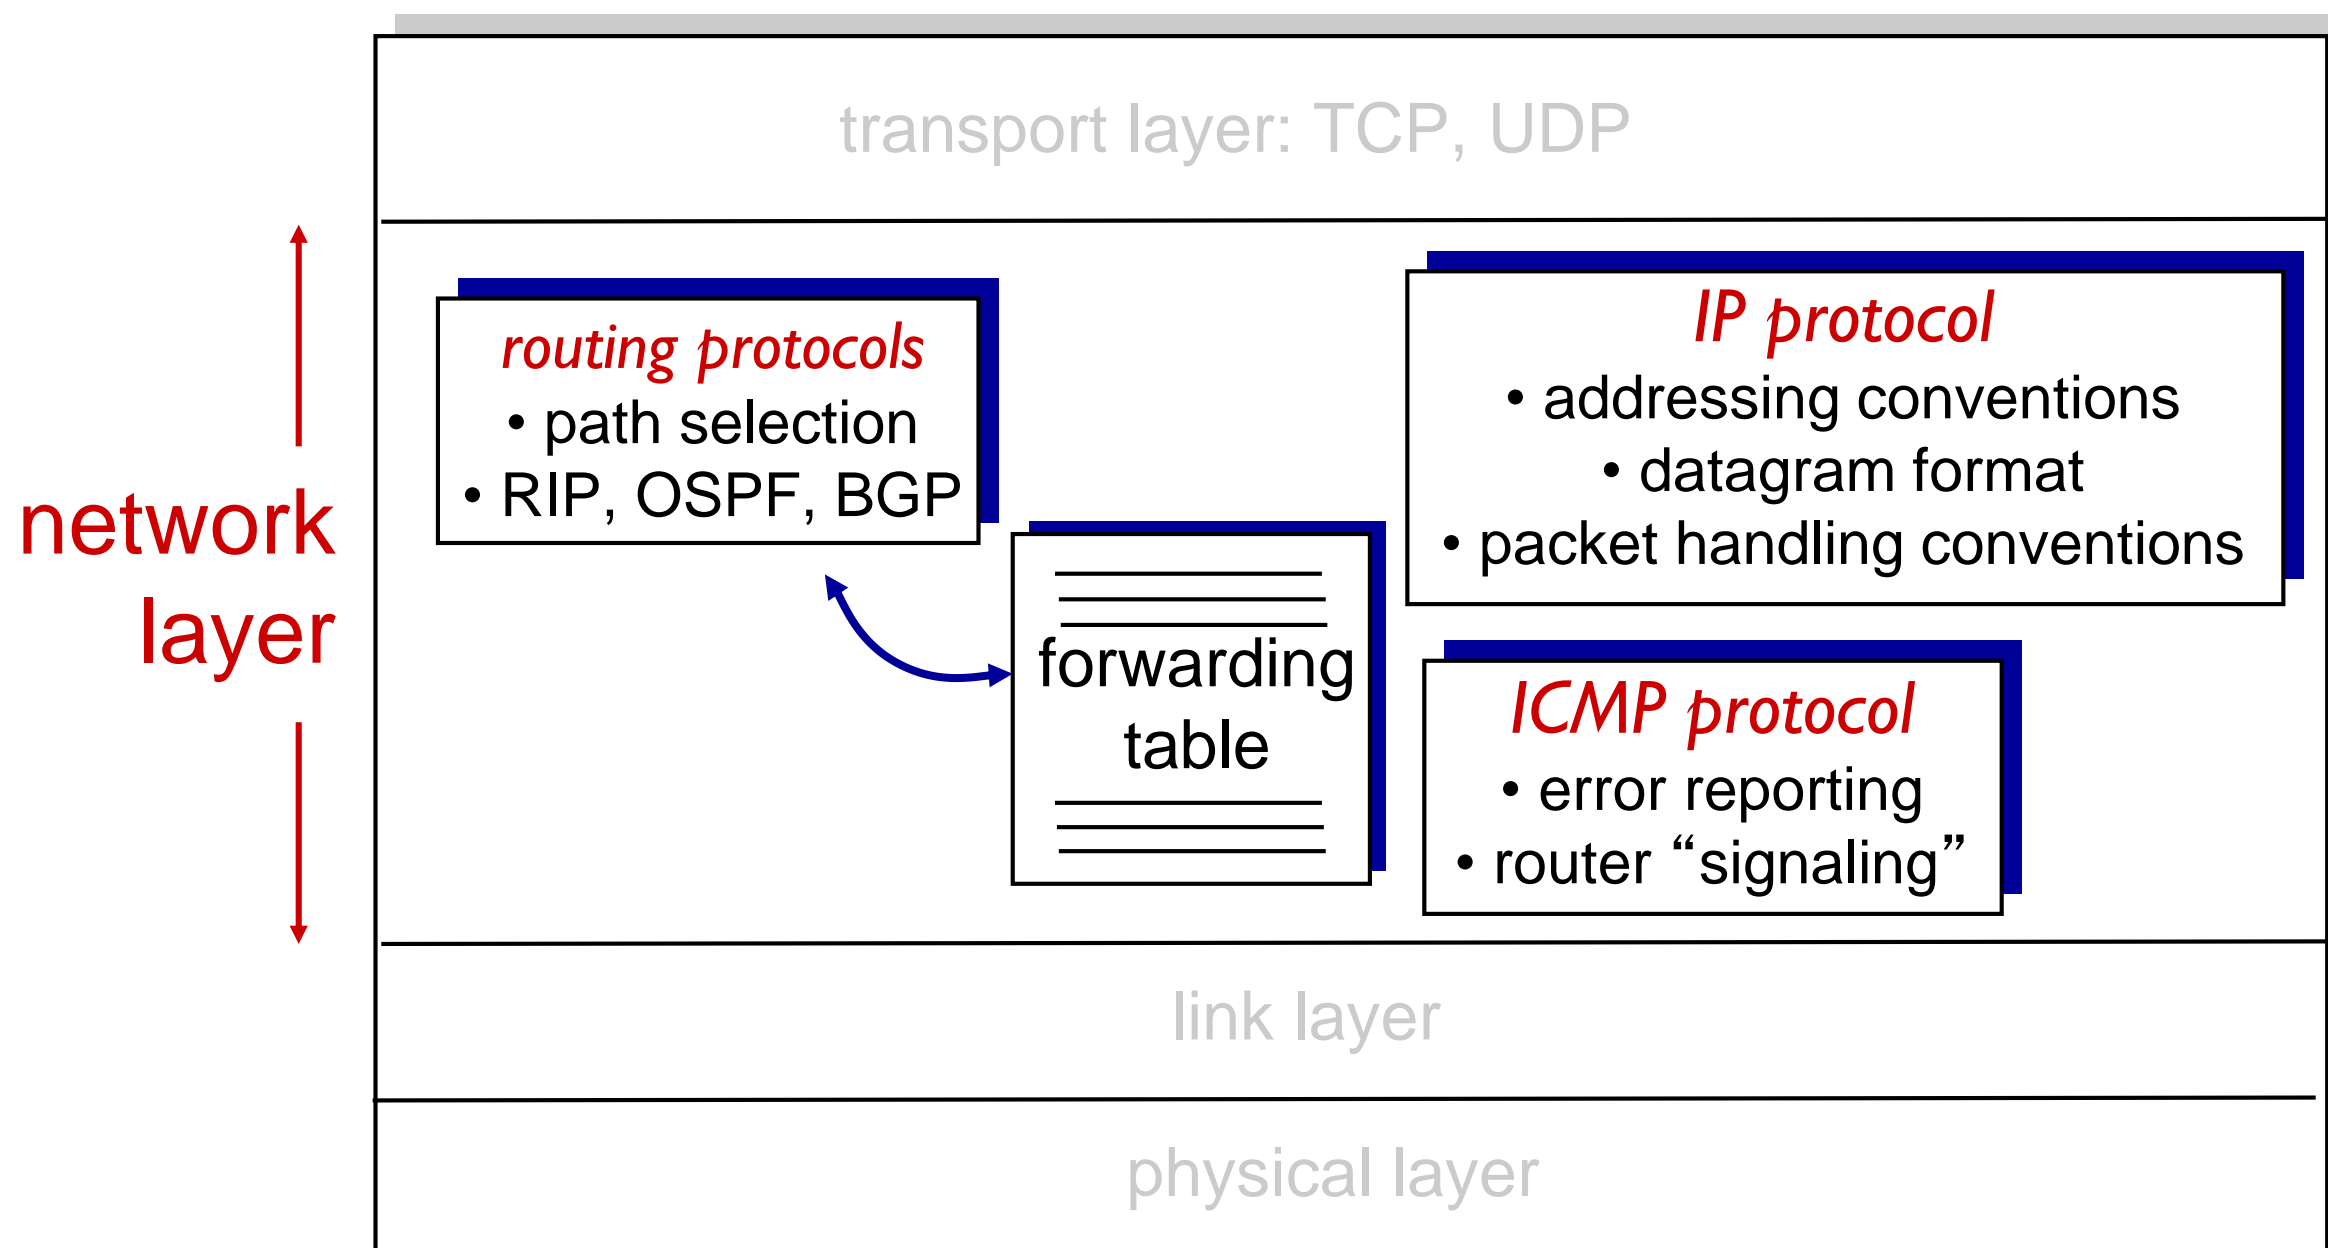 transport layer: TCP, UDP
network
layer
routing protocols
• path selection
• RIP, OSPF, BGP
forwarding
table
IP protocol
• addressing conventions
• datagram format
• packet handling conventions
ICMP protocol
• error reporting
• router “signaling”
link layer
physical layer